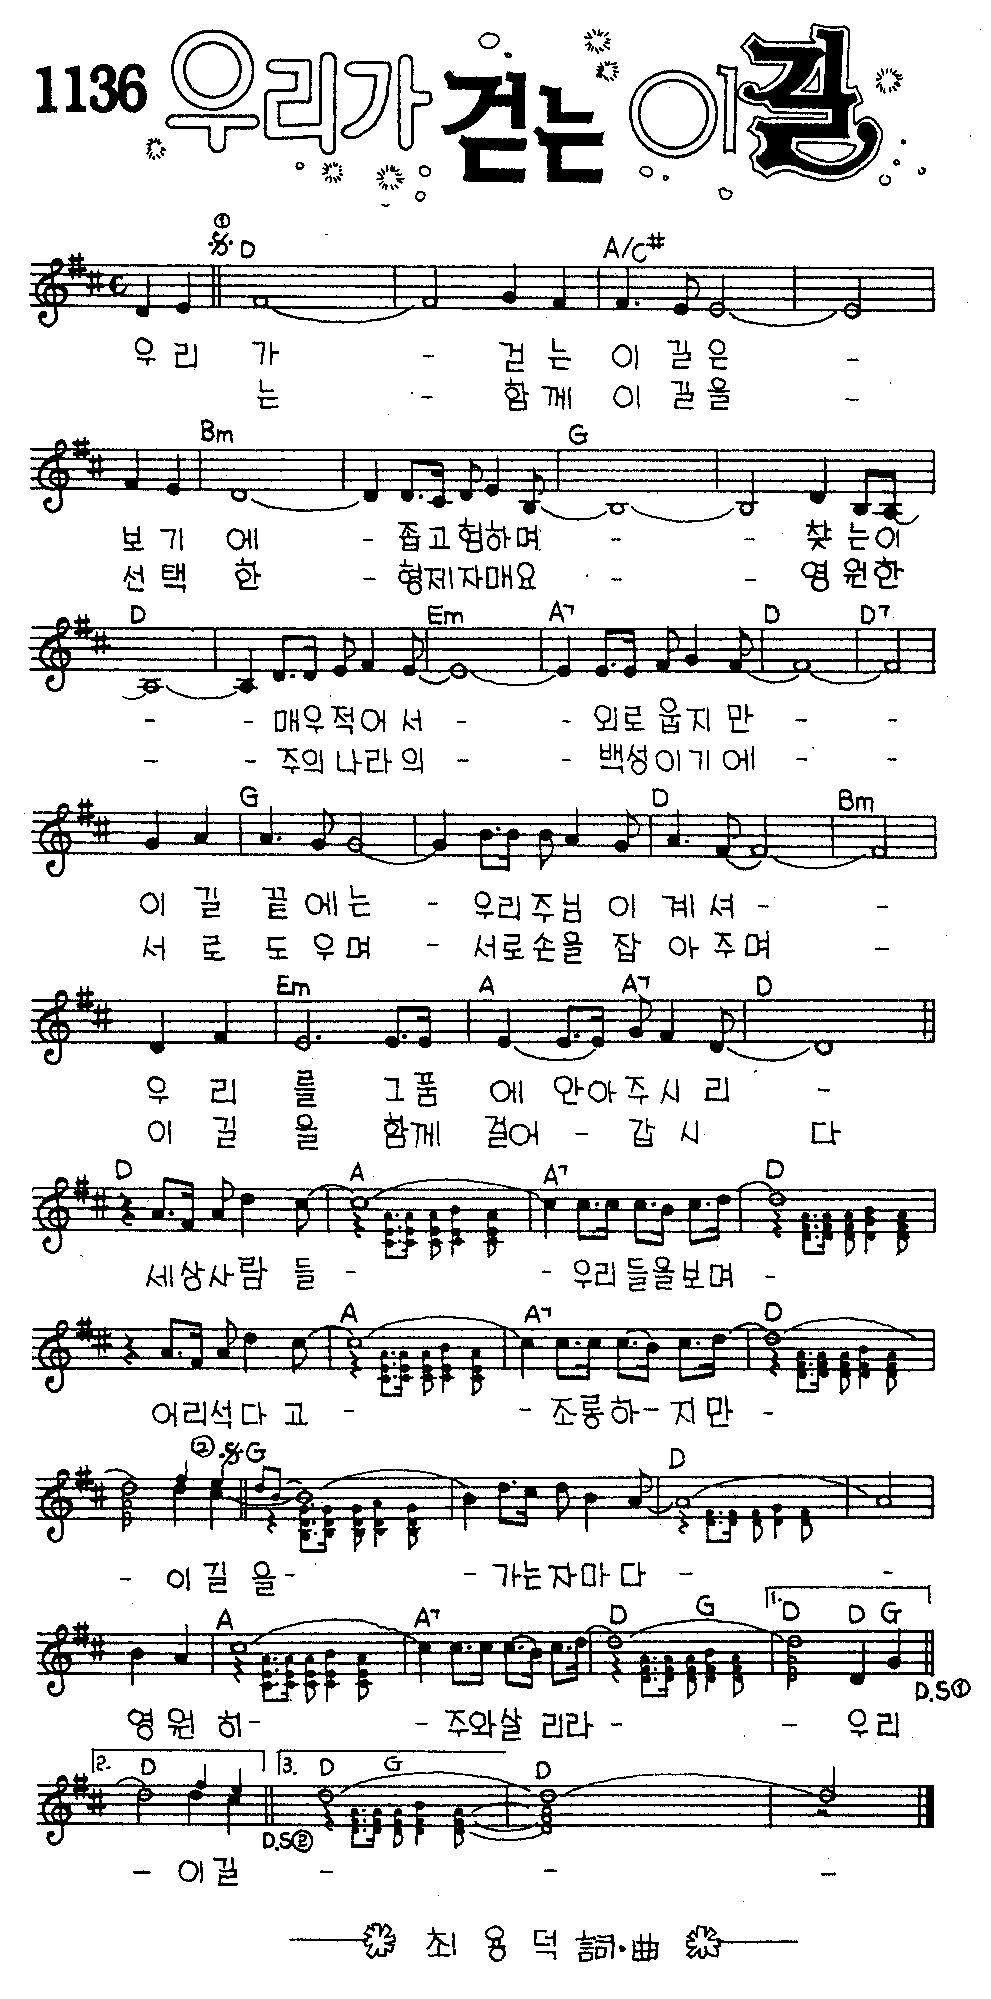 1136 우리가 걷는 이 길
①
D A/C#
우 리 가 - 걷 는 이 길 은 -
는 - 함 께 이 길 을 -
Bm G
보 기 에 - 좁고험하며 - - 찾 는이
선 택 한 - 형제자매요 - - 영 원한
D Em A7 D D7
- - 매우적어서 - - 외로웁지만 - -
- - 주의나라의 - - 백성이기에 - -
G D Bm
이 길 끝에는 - 우리주님 이 계셔 - -
서 로 도우며 - 서로손을 잡 아 주며 -
Em A A7 D
우 리 를 그품 에 안아주시리 -
이 길 을 함께 걸어 - 갑 시 다
D A A7 D
세상사람 들 - - 우리들을보며 -
A A7 D
어리석다고 - - 조롱하-지만 -
② G D
- 이 길 을 - - 가는자마다 - -
A A7 D G 1. D D G
영 원 히 - - 주와살 리라 - - 우 리
D.S①
2. D 3. D G D
D.S②
- 이길 - - -
최 용 덕 詞·曲